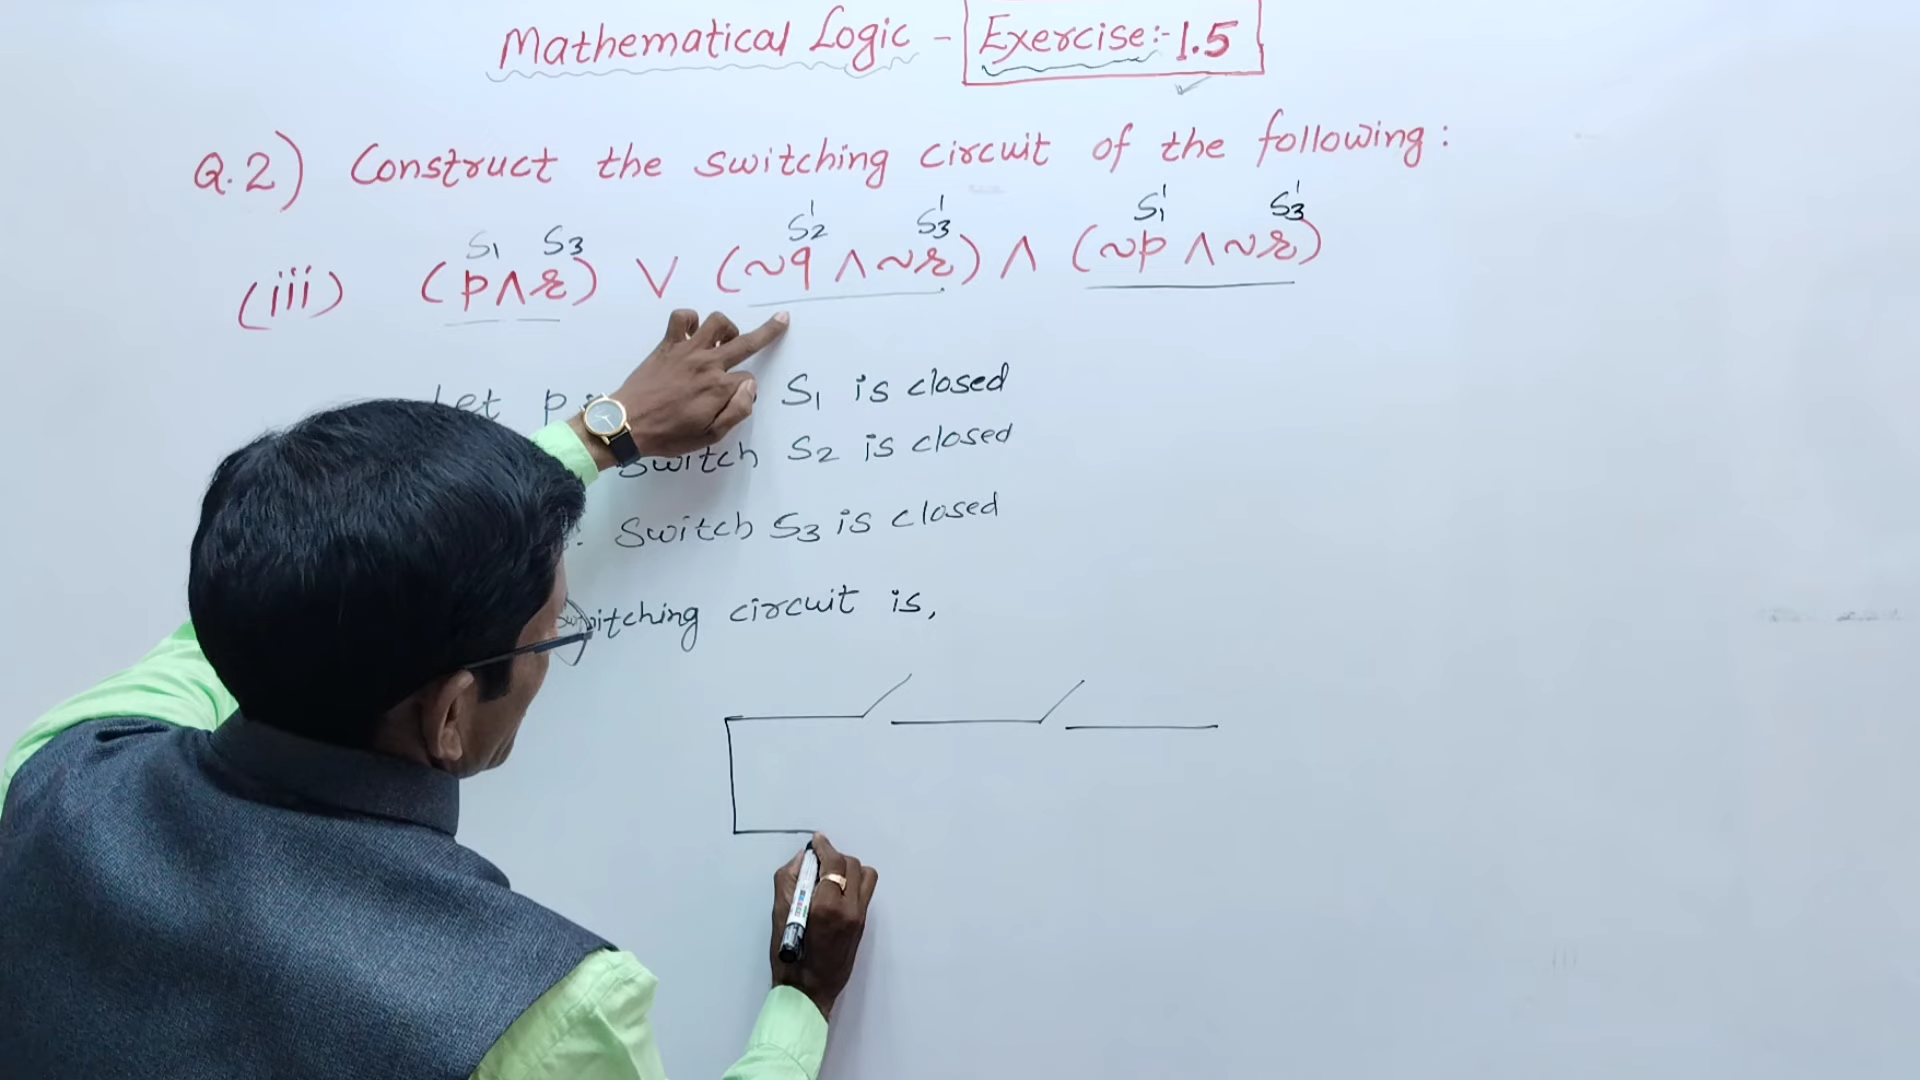 Mathematical Logic - Exercise:- 1.5
Q.2) Construct the switching circuit of the following:
S1 S3 S2' S3' S1' S3'
(iii) (p∧r) ∨ (~q ∧ ~r) ∧ (~p ∧ ~r)
Let p S1 is closed
Switch S2 is closed
: Switch S3 is closed
switching circuit is,